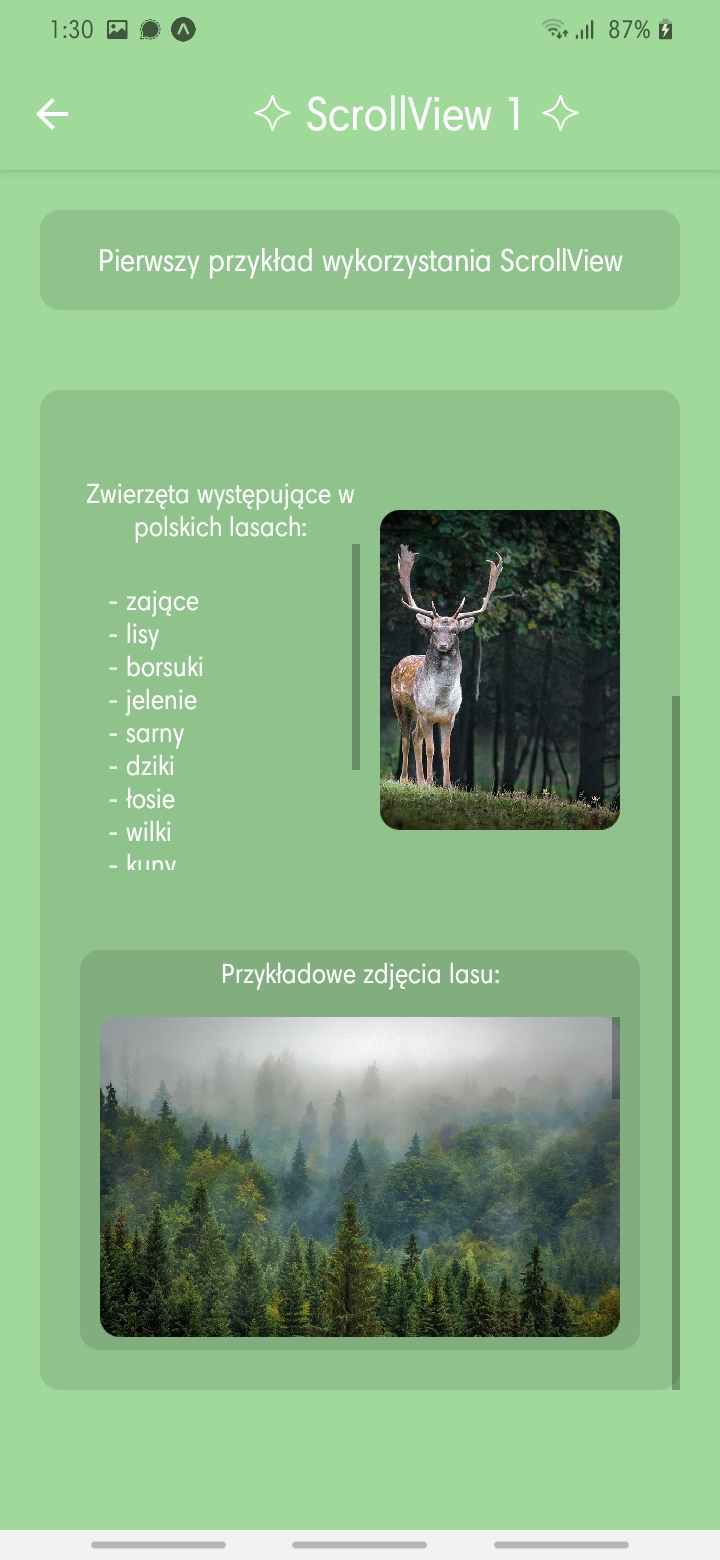 1:30
87%
✧ ScrollView 1 ✧
Pierwszy przykład wykorzystania ScrollView
Zwierzęta występujące w
polskich lasach:
- zające
- lisy
- borsuki
- jelenie
- sarny
- dziki
- łosie
- wilki
- kuny
Przykładowe zdjęcia lasu: